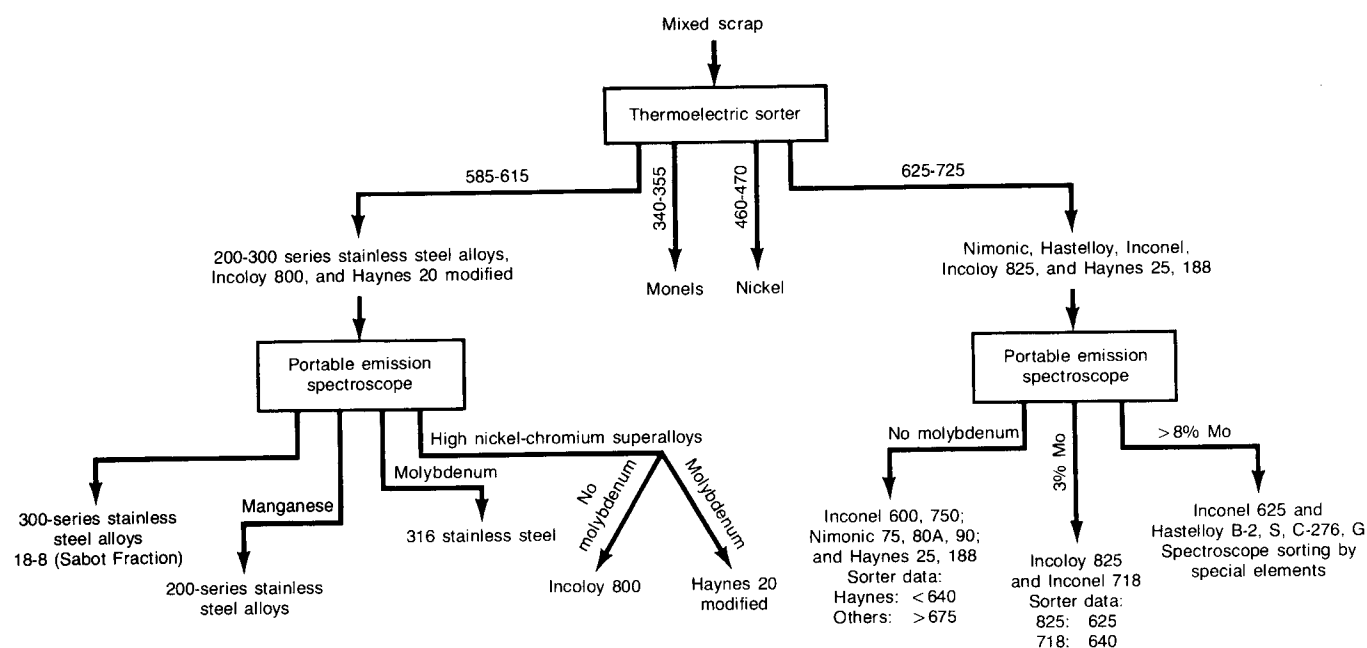 Mixed scrap
Thermoelectric sorter
585-615
340-355
460-470
625-725
200-300 series stainless steel alloys,
Incoloy 800, and Haynes 20 modified
Monels
Nickel
Nimonic, Hastelloy, Inconel,
Incoloy 825, and Haynes 25, 188
Portable emission
spectroscope
Portable emission
spectroscope
High nickel-chromium superalloys
Molybdenum
Manganese
No
molybdenum
Molybdenum
300-series stainless
steel alloys
18-8 (Sabot Fraction)
200-series stainless
steel alloys
316 stainless steel
Incoloy 800
Haynes 20
modified
No molybdenum
3% Mo
>8% Mo
Inconel 600, 750;
Nimonic 75, 80A, 90;
and Haynes 25, 188
Sorter data:
Haynes: <640
Others: >675
Incoloy 825
and Inconel 718
Sorter data:
825: 625
718: 640
Inconel 625 and
Hastelloy B-2, S, C-276, G
Spectroscope sorting by
special elements